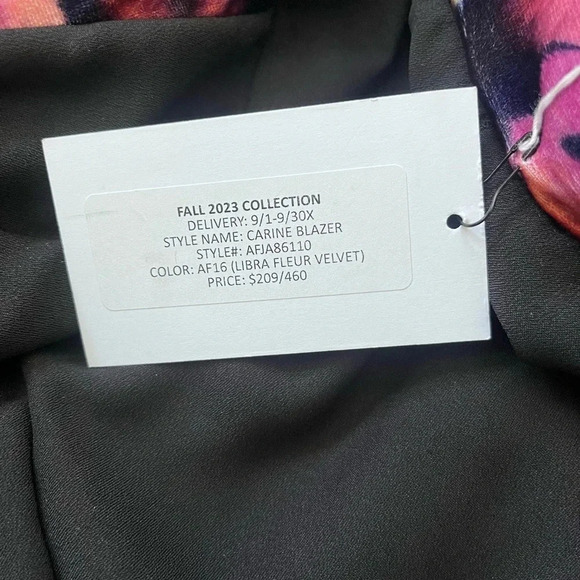 FALL 2023 COLLECTION
DELIVERY: 9/1-9/30X
STYLE NAME: CARINE BLAZER
STYLE#: AFJA86110
COLOR: AF16 (LIBRA FLEUR VELVET)
PRICE: $209/460